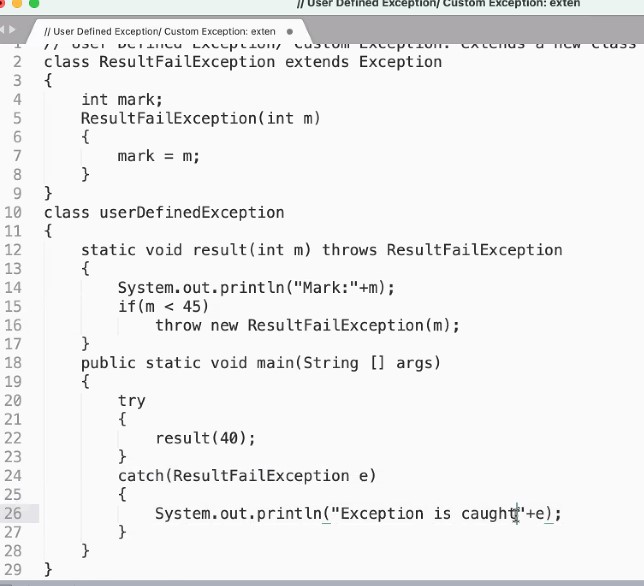 // User Defined Exception/ Custom Exception: exten
// User Defined Exception/ Custom Exception: exten
1 // User Defined Exception/ Custom Exception: Extends a new class
2 class ResultFailException extends Exception
3 {
4 int mark;
5 ResultFailException(int m)
6 {
7 mark = m;
8 }
9 }
10 class userDefinedException
11 {
12 static void result(int m) throws ResultFailException
13 {
14 System.out.println("Mark:"+m);
15 if(m < 45)
16 throw new ResultFailException(m);
17 }
18 public static void main(String [] args)
19 {
20 try
21 {
22 result(40);
23 }
24 catch(ResultFailException e)
25 {
26 System.out.println("Exception is caught"+e);
27 }
28 }
29 }